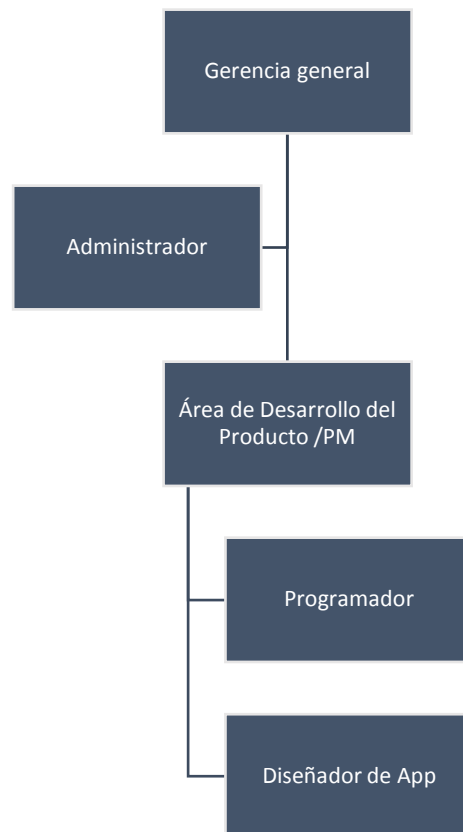 Gerencia general
Administrador
Área de Desarrollo del
Producto /PM
Programador
Diseñador de App